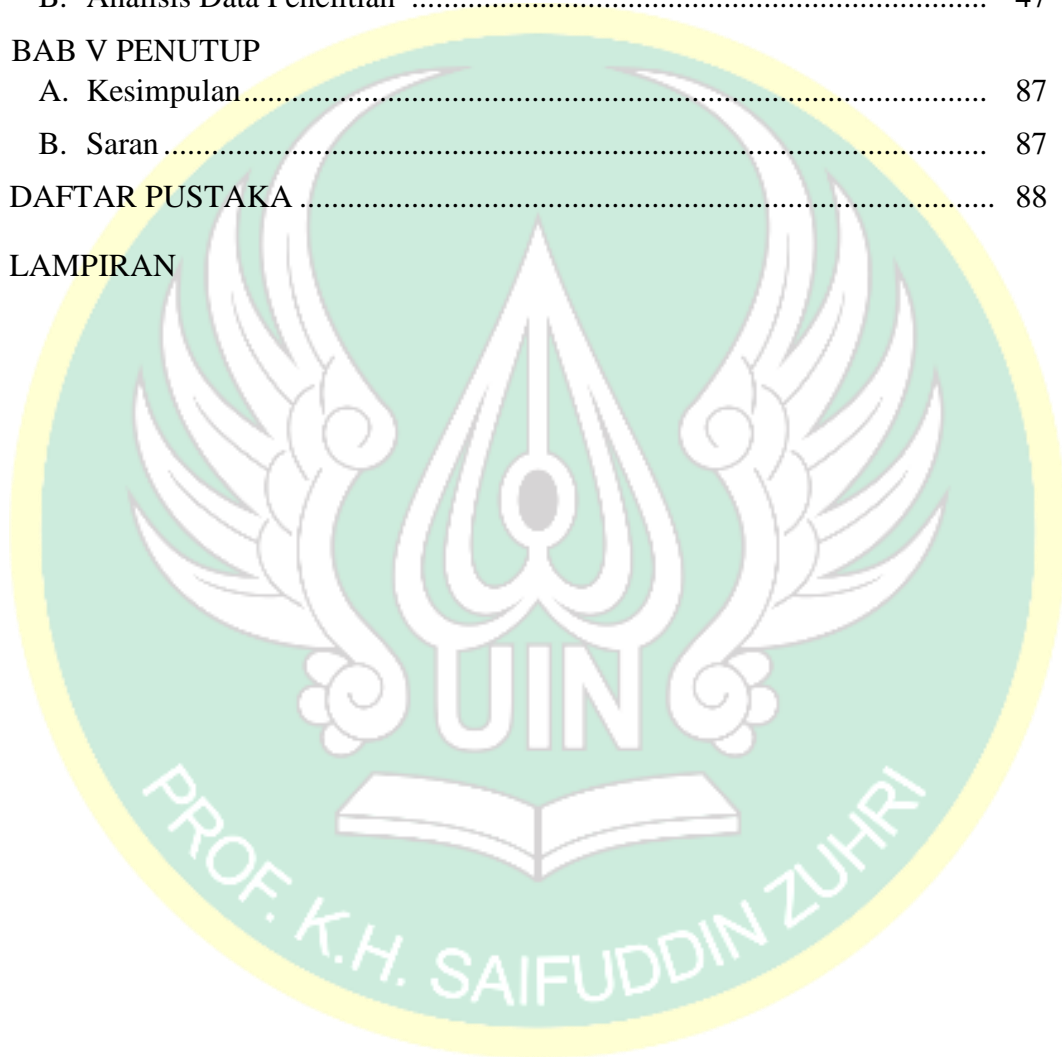 B. Analisis Data Penelitian ........................................................................ 47
BAB V PENUTUP
A. Kesimpulan............................................................................................. 87
B. Saran ....................................................................................................... 87
DAFTAR PUSTAKA ....................................................................................... 88
LAMPIRAN
UIN
PROF. K.H. SAIFUDDIN ZUHRI